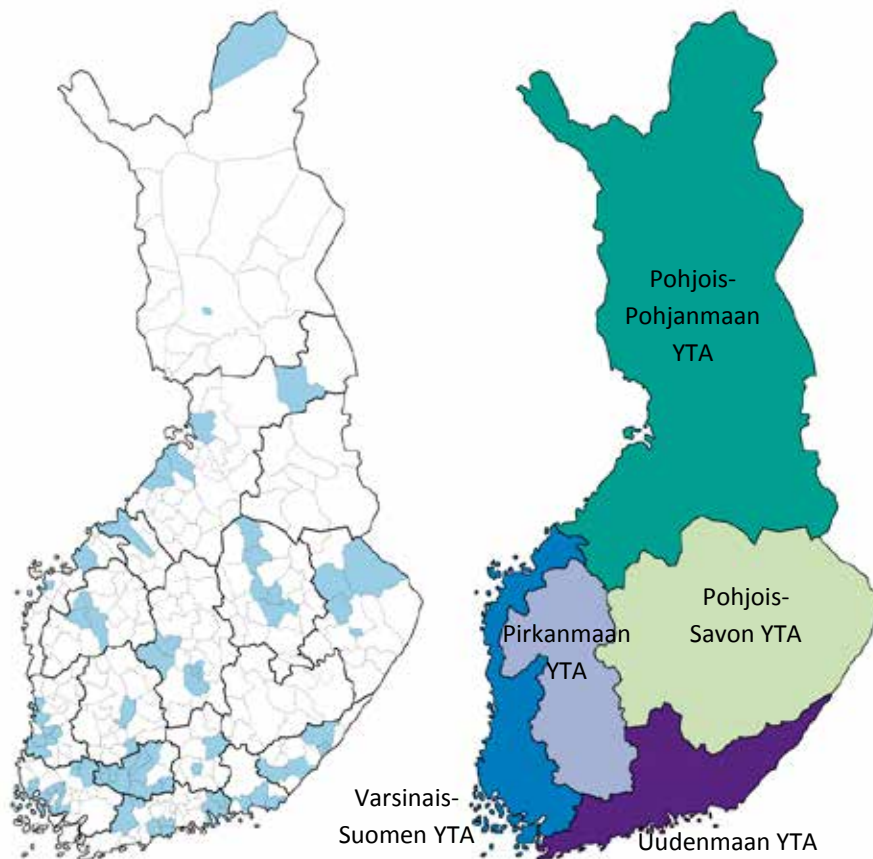 Pohjois-
Pohjanmaan
YTA
Pohjois-
Savon YTA
Pirkanmaan
YTA
Varsinais-
Suomen YTA
Uudenmaan YTA